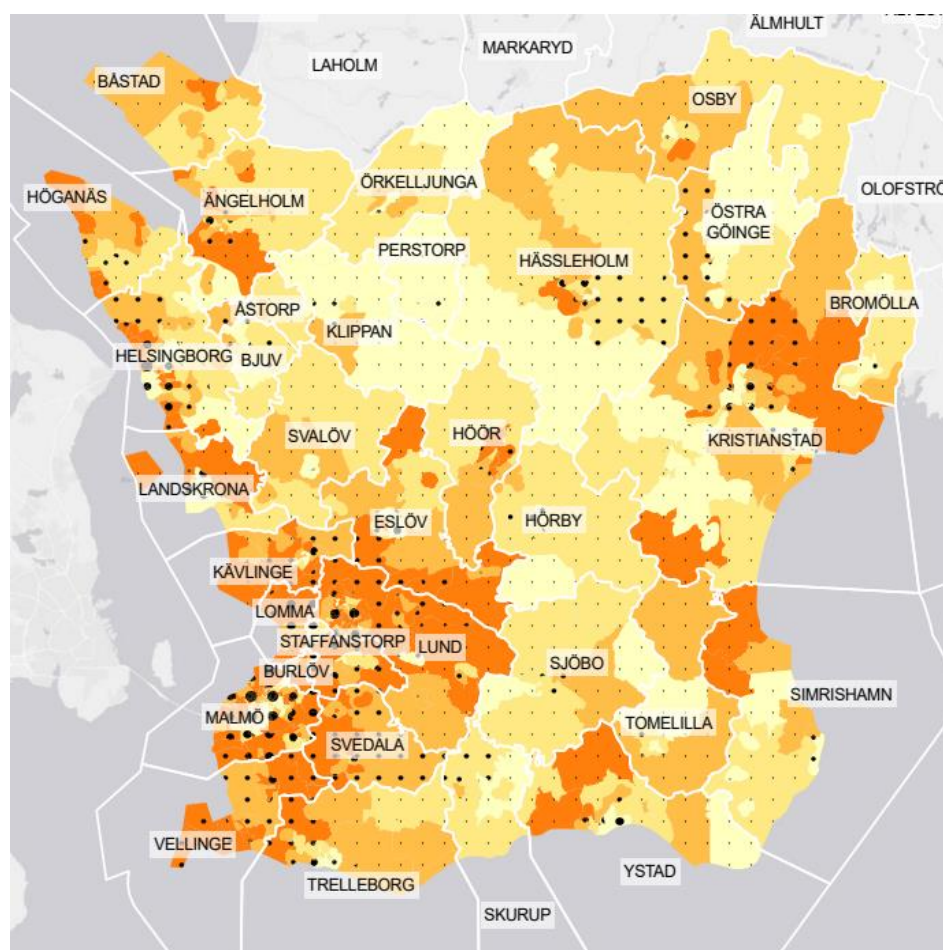 ÄLMHULT
MARKARYD
LAHOLM
BÅSTAD
OSBY
ÖRKELLJUNGA
HÖGANÄS
ÄNGELHOLM
OLOFSTRÖ
ÖSTRA
GÖINGE
PERSTORP
HÄSSLEHOLM
BROMÖLLA
ÅSTORP
KLIPPAN
HELSINGBORG
BJUV
SVALÖV
HÖÖR
KRISTIANSTAD
LANDSKRONA
ESLÖV
HÖRBY
KÄVLINGE
LOMMA
STAFFANSTORP
LUND
BURLÖV
SJÖBO
SIMRISHAMN
MALMÖ
SVEDALA
TOMELILLA
VELLINGE
YSTAD
TRELLEBORG
SKURUP